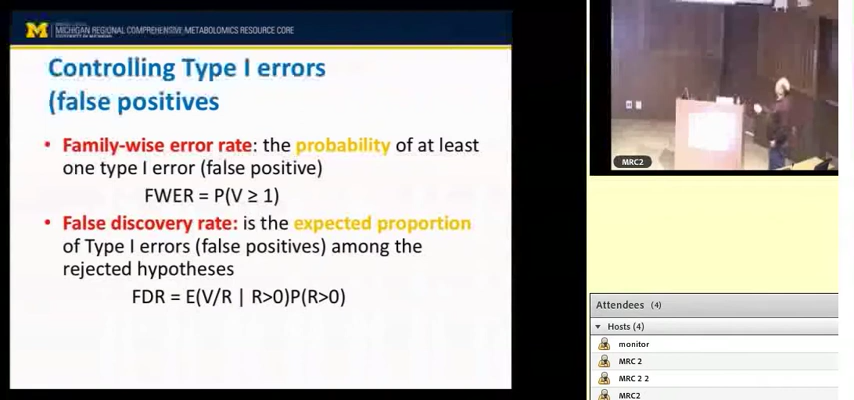 M MICHIGAN REGIONAL COMPREHENSIVE METABOLOMICS RESOURCE CORE
Controlling Type I errors
(false positives
• Family-wise error rate: the probability of at least
one type I error (false positive)
FWER = P(V ≥ 1)
• False discovery rate: is the expected proportion
of Type I errors (false positives) among the
rejected hypotheses
FDR = E(V/R | R>0)P(R>0)
MRC2
Attendees (4)
Hosts (4)
monitor
MRC 2
MRC 2 2
MRC2